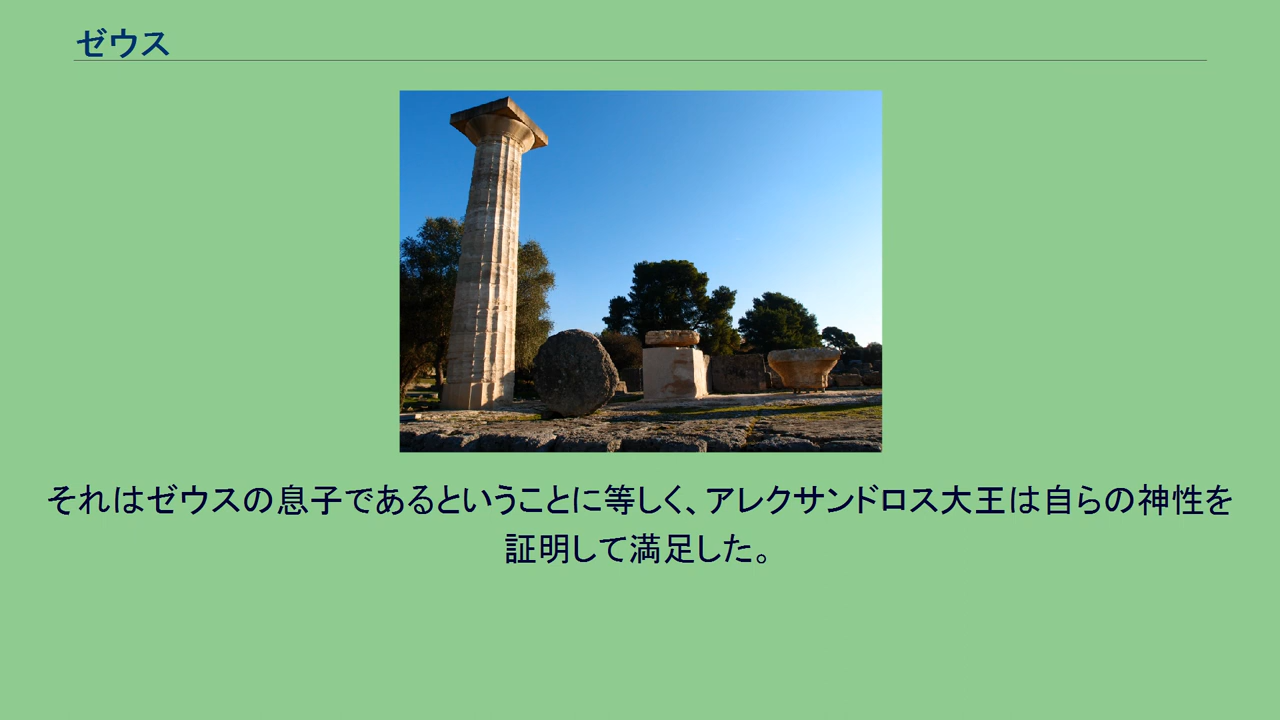 ゼウス
それはゼウスの息子であるということに等しく、アレクサンドロス大王は自らの神性を
証明して満足した。